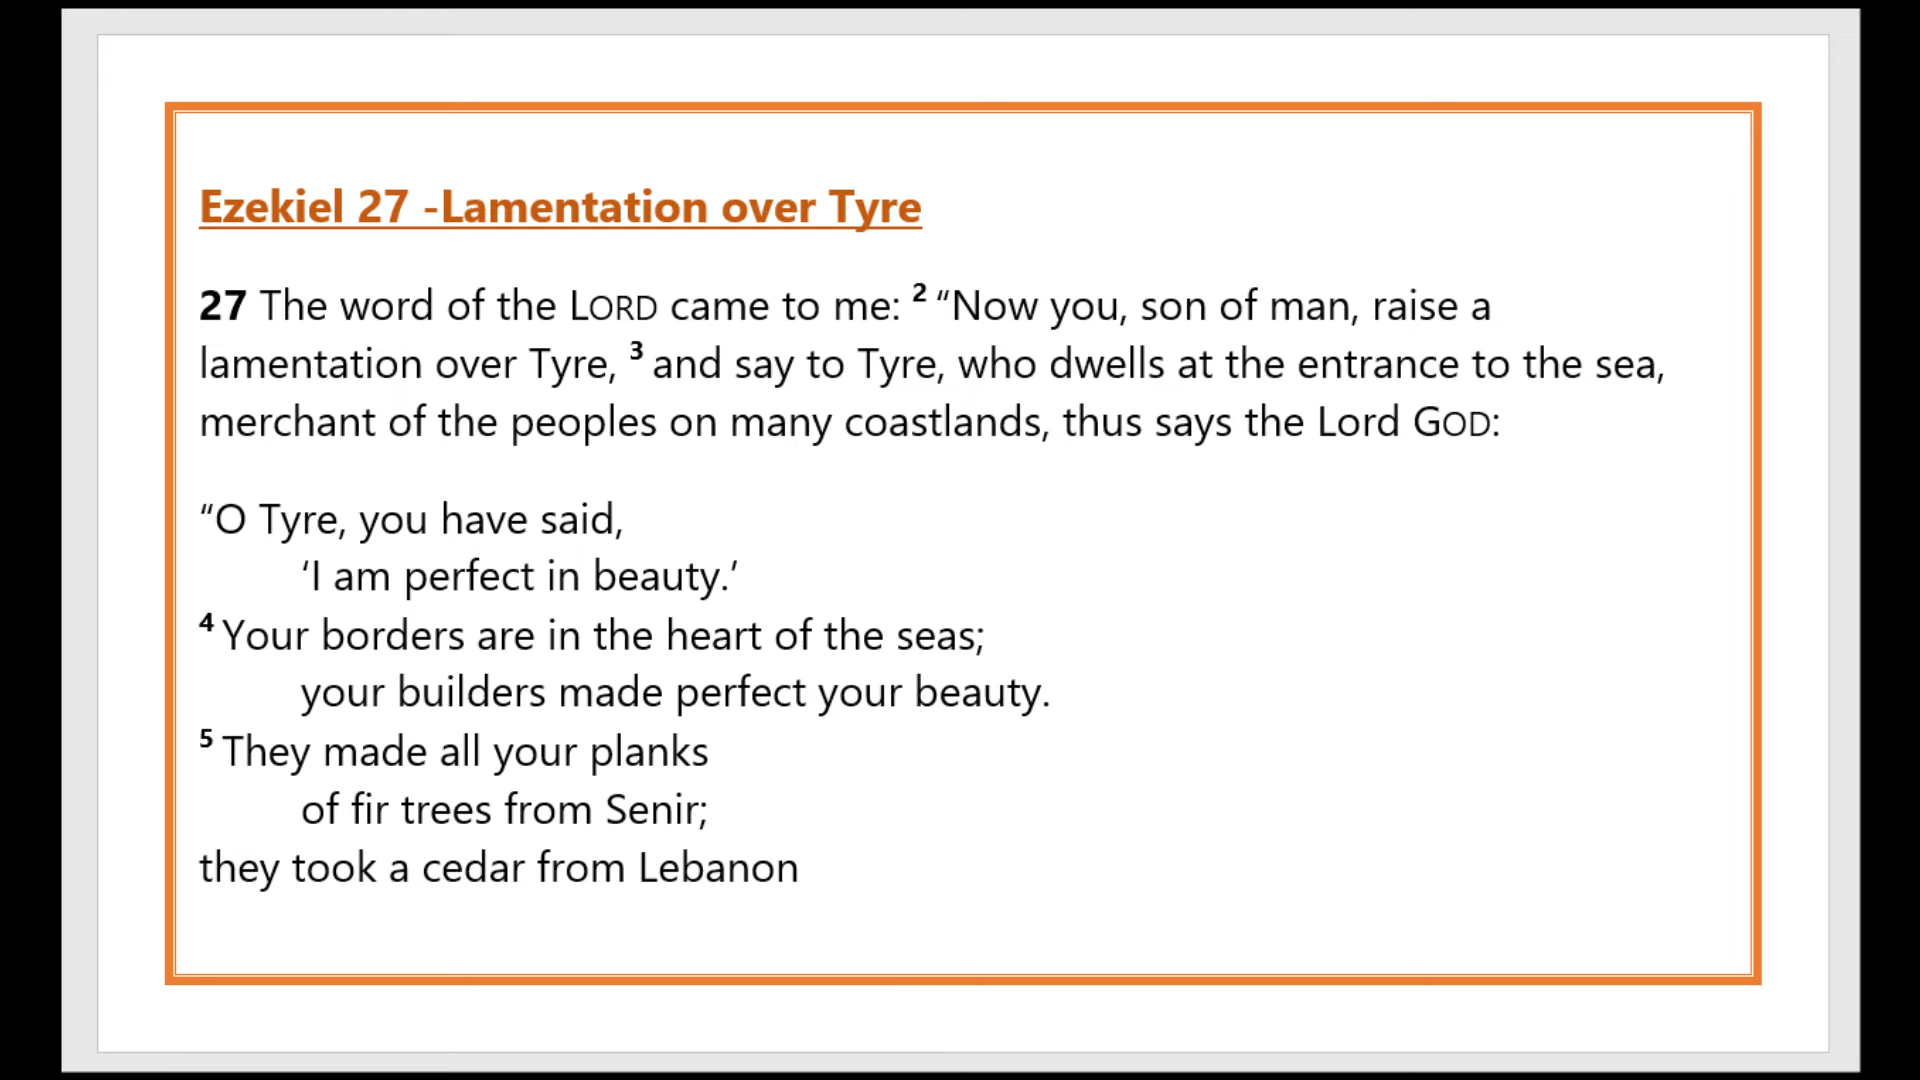 Ezekiel 27 -Lamentation over Tyre
27 The word of the LORD came to me: 2 “Now you, son of man, raise a
lamentation over Tyre, 3 and say to Tyre, who dwells at the entrance to the sea,
merchant of the peoples on many coastlands, thus says the Lord GOD:
“O Tyre, you have said,
‘I am perfect in beauty.’
4 Your borders are in the heart of the seas;
your builders made perfect your beauty.
5 They made all your planks
of fir trees from Senir;
they took a cedar from Lebanon